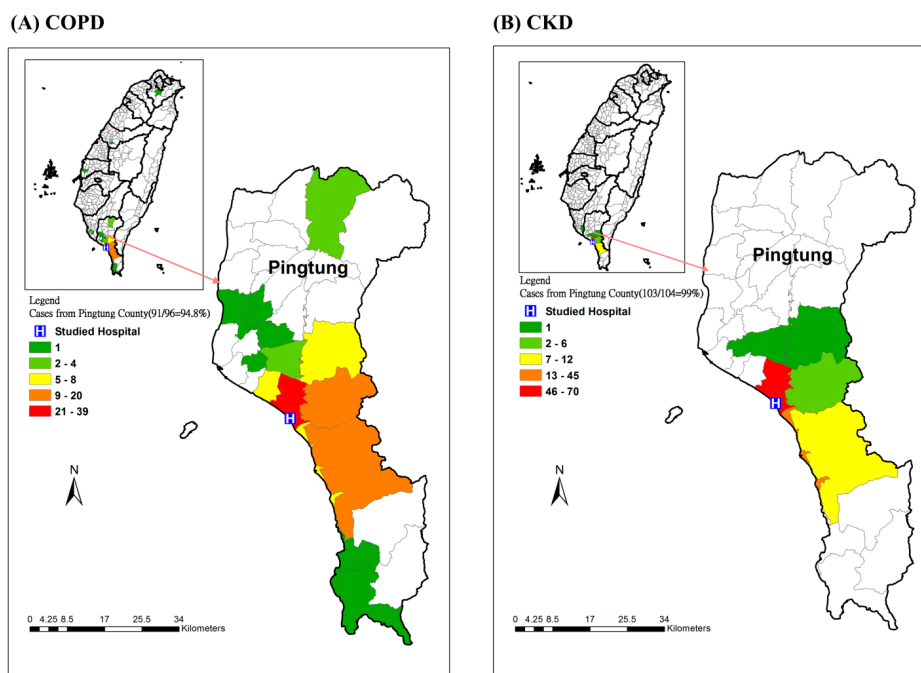 (A) COPD
Pingtung
Legend
Cases from Pingtung County(91/96=94.8%)
H Studied Hospital
1
2 - 4
5 - 8
9 - 20
21 - 39
H
H
N
0 4.25 8.5 17 25.5 34
Kilometers
(B) CKD
Pingtung
Legend
Cases from Pingtung County(103/104=99%)
H Studied Hospital
1
2 - 6
7 - 12
13 - 45
46 - 70
H
H
N
0 4.25 8.5 17 25.5 34
Kilometers